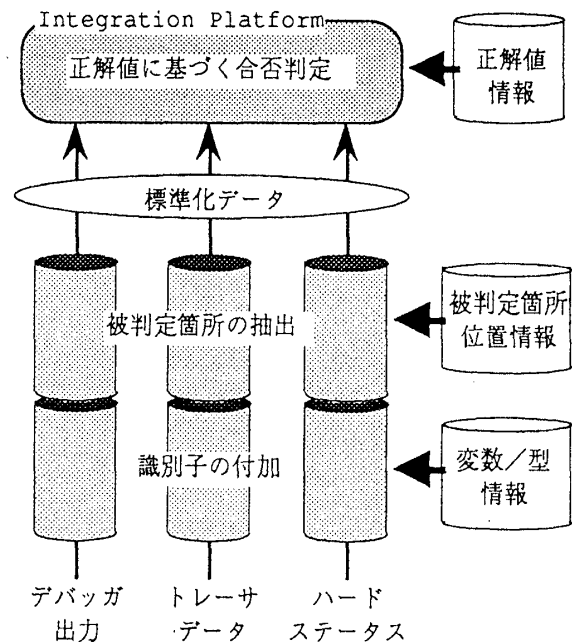 Integration Platform
正解値に基づく合否判定
正解値
情報
標準化データ
被判定箇所の抽出
被判定箇所
位置情報
識別子の付加
変数／型
情報
デバッガ
出力
トレーサ
データ
ハード
ステータス